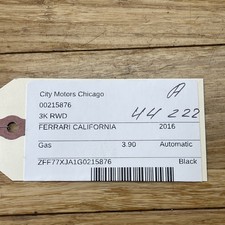 City Motors Chicago
A
00215876
44 222
3K RWD
FERRARI CALIFORNIA 2016
Gas 3.90 Automatic
ZFF77XJA1G0215876 Black